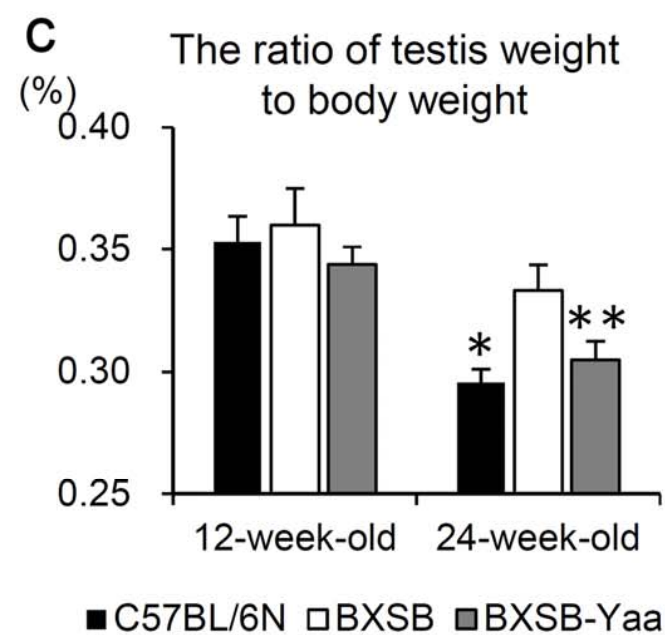 C
The ratio of testis weight
to body weight
(%)
0.40
0.35
0.30
0.25
*
**
12-week-old 24-week-old
C57BL/6N BXSB BXSB-Yaa